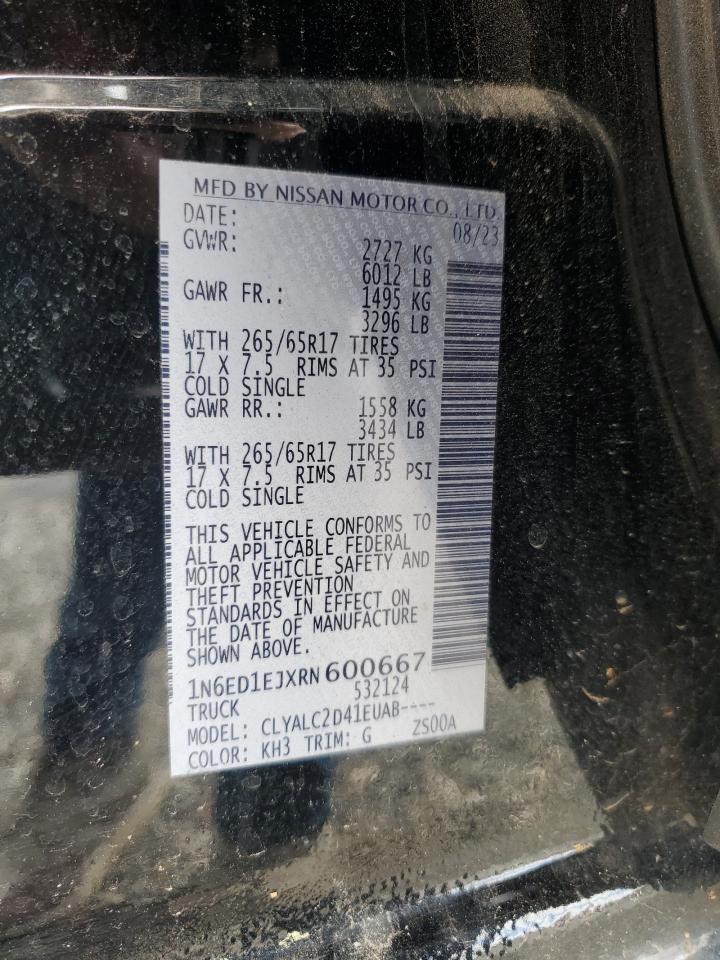 MFD BY NISSAN MOTOR CO., LTD.
DATE: 08/23
GVWR: 2727 KG
6012 LB
GAWR FR.: 1495 KG
3296 LB
WITH 265/65R17 TIRES
17 X 7.5 RIMS AT 35 PSI
COLD SINGLE
GAWR RR.: 1558 KG
3434 LB
WITH 265/65R17 TIRES
17 X 7.5 RIMS AT 35 PSI
COLD SINGLE
THIS VEHICLE CONFORMS TO
ALL APPLICABLE FEDERAL
MOTOR VEHICLE SAFETY AND
THEFT PREVENTION
STANDARDS IN EFFECT ON
THE DATE OF MANUFACTURE
SHOWN ABOVE.
1N6ED1EJXRN600667
532124
TRUCK
MODEL: CLYALC2D41EUAB----
COLOR: KH3 TRIM: G ZS00A